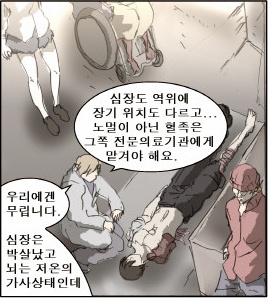 심장도 역위에
장기 위치도 다르고...
노멀이 아닌 혈족은
그쪽 전문의료기관에게
맡겨야 해요.
우리에겐
무립니다.
심장은
박살났고
뇌는 저온의
가사상태인데